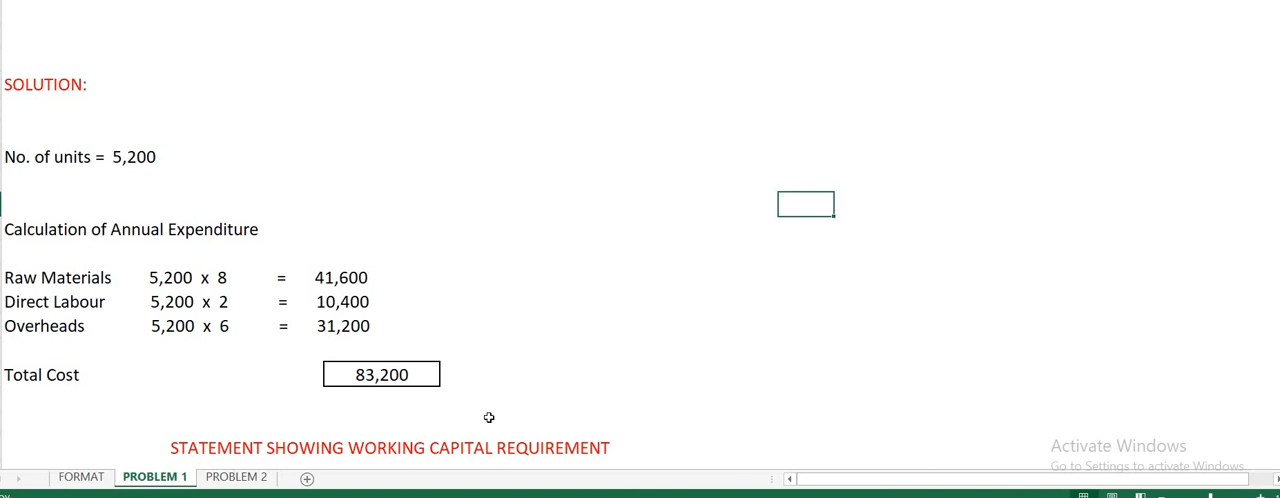 SOLUTION:
No. of units = 5,200
Calculation of Annual Expenditure
Raw Materials 5,200 x 8 = 41,600
Direct Labour 5,200 x 2 = 10,400
Overheads 5,200 x 6 = 31,200
Total Cost 83,200
STATEMENT SHOWING WORKING CAPITAL REQUIREMENT
Activate Windows
Go to Settings to activate Windows.
FORMAT PROBLEM 1 PROBLEM 2